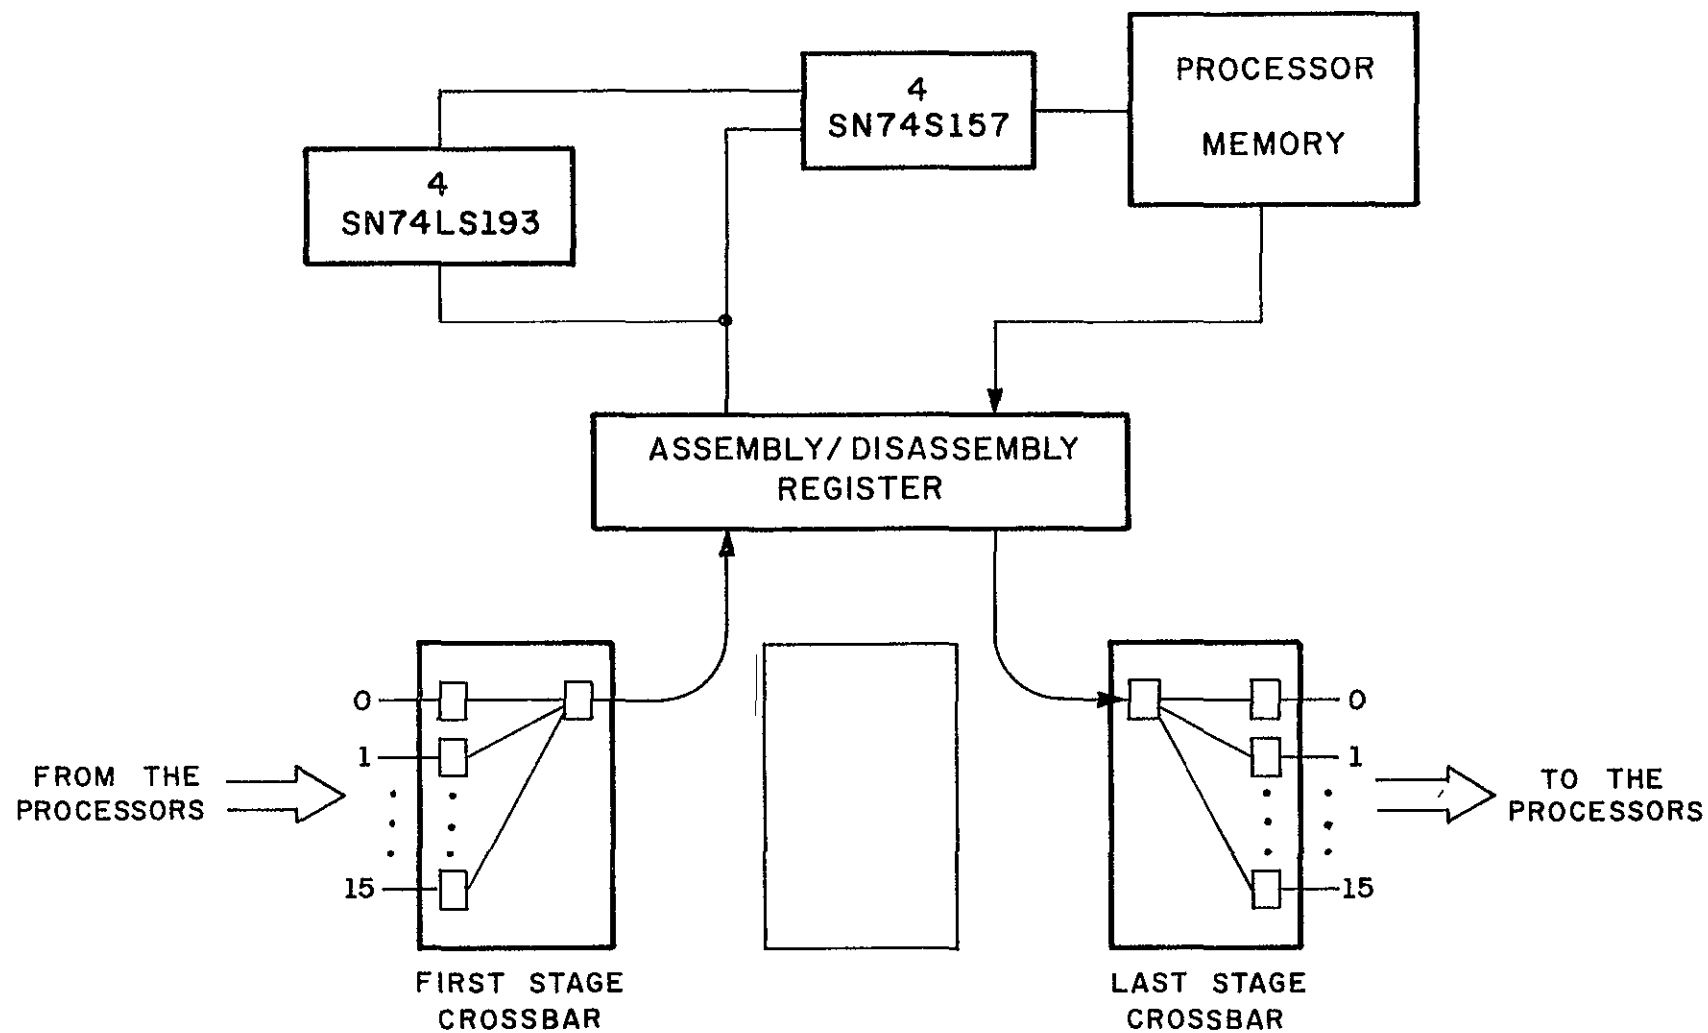 4
SN74S157
PROCESSOR
MEMORY
4
SN74LS193
ASSEMBLY/DISASSEMBLY
REGISTER
0
1
15
FROM THE
PROCESSORS
0
1
15
TO THE
PROCESSORS
FIRST STAGE
CROSSBAR
LAST STAGE
CROSSBAR